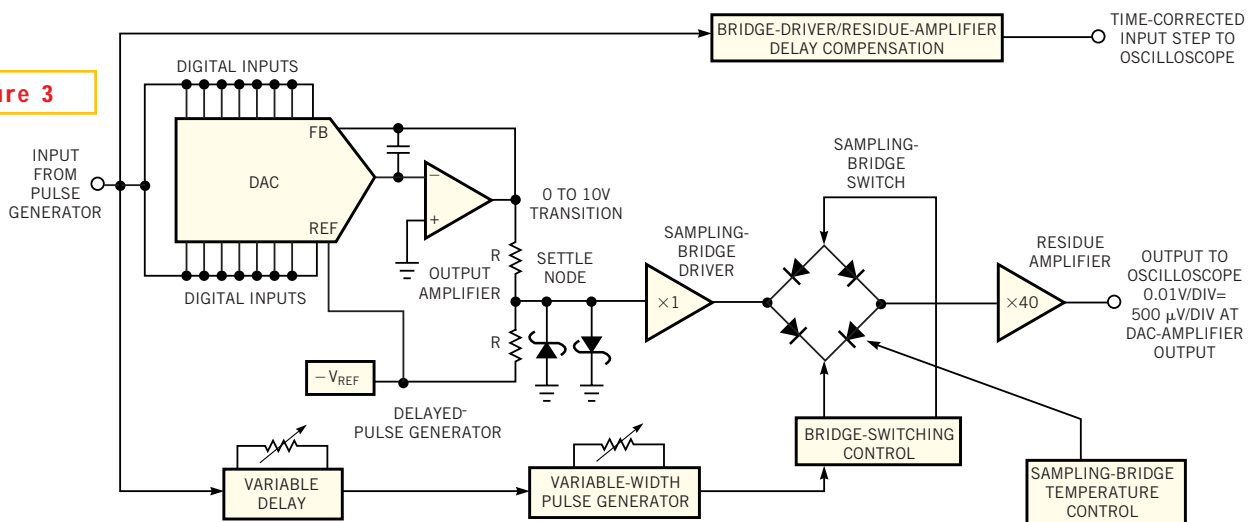 BRIDGE-DRIVER/RESIDUE-AMPLIFIER
DELAY COMPENSATION
TIME-CORRECTED
INPUT STEP TO
OSCILLOSCOPE
ure 3
DIGITAL INPUTS
FB
INPUT
FROM
PULSE
GENERATOR
DAC
REF
DIGITAL INPUTS
−
+
0 TO 10V
TRANSITION
R
OUTPUT
AMPLIFIER
SETTLE
NODE
R
SAMPLING-
BRIDGE
DRIVER
×1
SAMPLING-
BRIDGE
SWITCH
RESIDUE
AMPLIFIER
×40
OUTPUT TO
OSCILLOSCOPE
0.01V/DIV=
500 μV/DIV AT
DAC-AMPLIFIER
OUTPUT
−VREF
DELAYED-
PULSE GENERATOR
VARIABLE
DELAY
VARIABLE-WIDTH
PULSE GENERATOR
BRIDGE-SWITCHING
CONTROL
SAMPLING-BRIDGE
TEMPERATURE
CONTROL